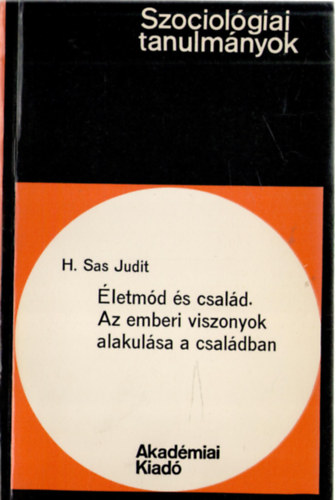 Szociológiai
tanulmányok
H. Sas Judit
Életmód és család.
Az emberi viszonyok
alakulása a családban
Akadémiai
Kiadó